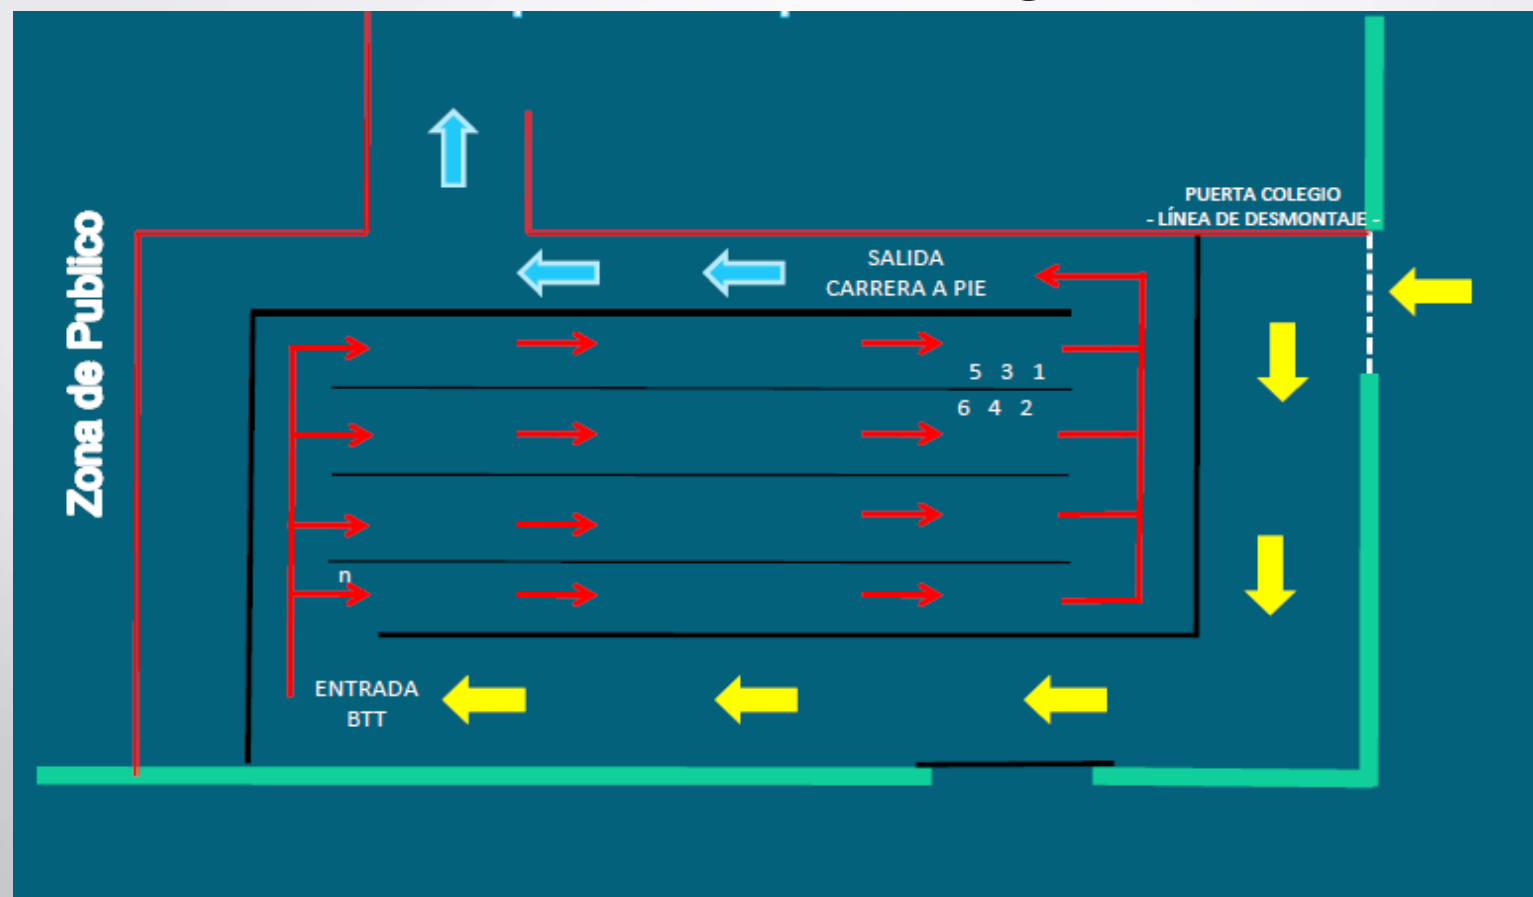 PUERTA COLEGIO
- LÍNEA DE DESMONTAJE -
SALIDA
CARRERA A PIE
Zona de Publico
5 3 1
6 4 2
n
ENTRADA
BTT